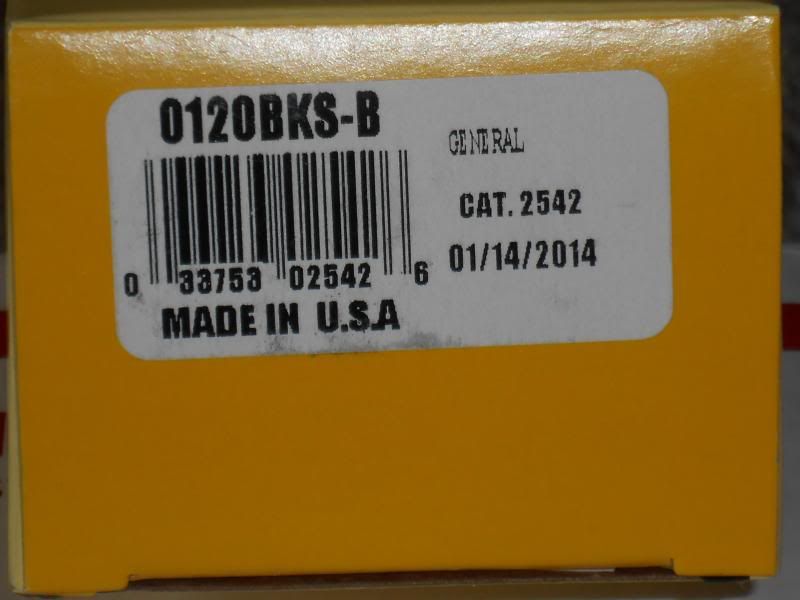 0120BKS-B
GENERAL
CAT. 2542
01/14/2014
0 33753 02542 6
MADE IN U.S.A